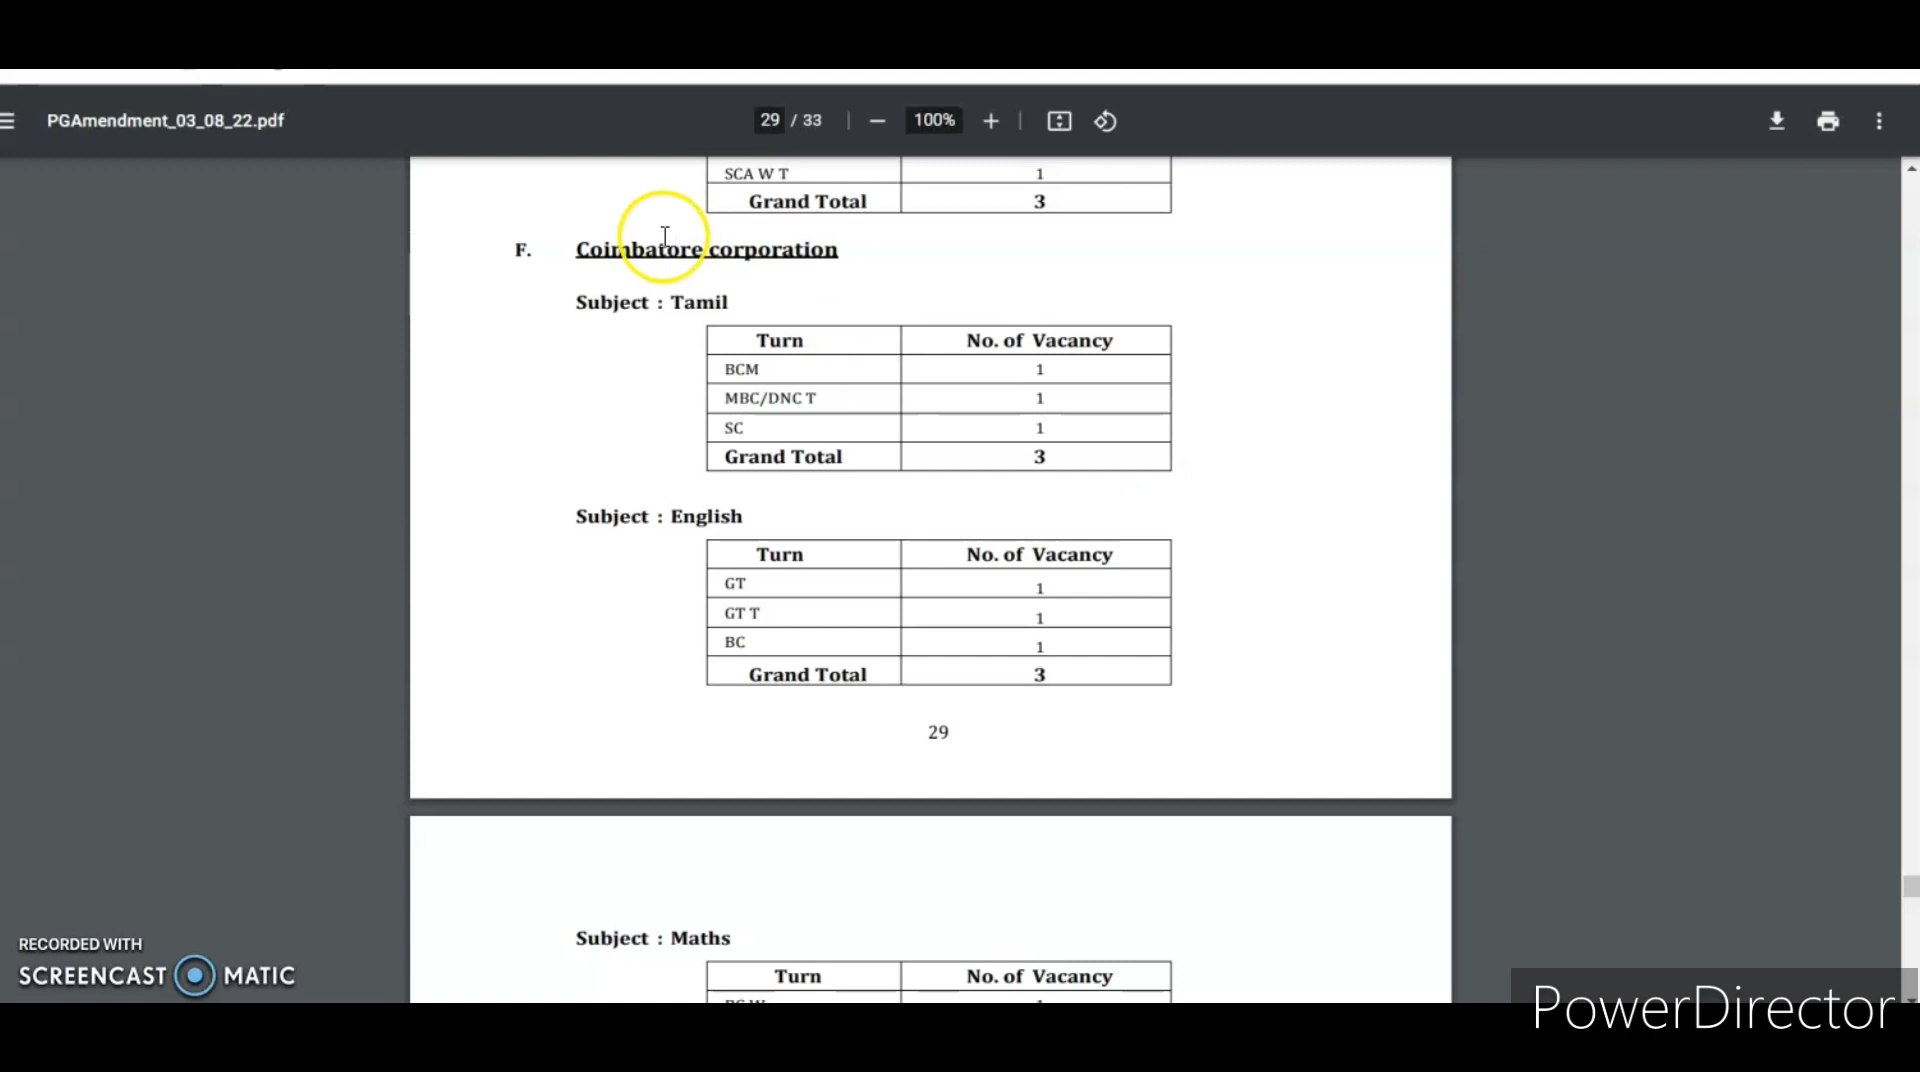 PGAmendment_03_08_22.pdf 29 / 33 100%
SCA W T 1
Grand Total 3
F. Coimbatore corporation
Subject : Tamil
Turn No. of Vacancy
BCM 1
MBC/DNC T 1
SC 1
Grand Total 3
Subject : English
Turn No. of Vacancy
GT 1
GT T 1
BC 1
Grand Total 3
29
Subject : Maths
Turn No. of Vacancy
RECORDED WITH
SCREENCAST MATIC
PowerDirector